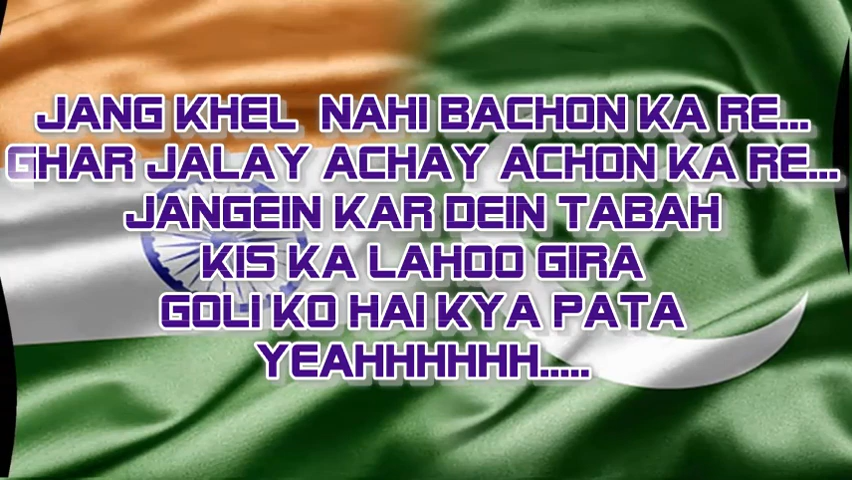 JANG KHEL NAHI BACHON KA RE...
GHAR JALAY ACHAY ACHON KA RE...
JANGEIN KAR DEIN TABAH
KIS KA LAHOO GIRA
GOLI KO HAI KYA PATA
YEAHHHHHH.....